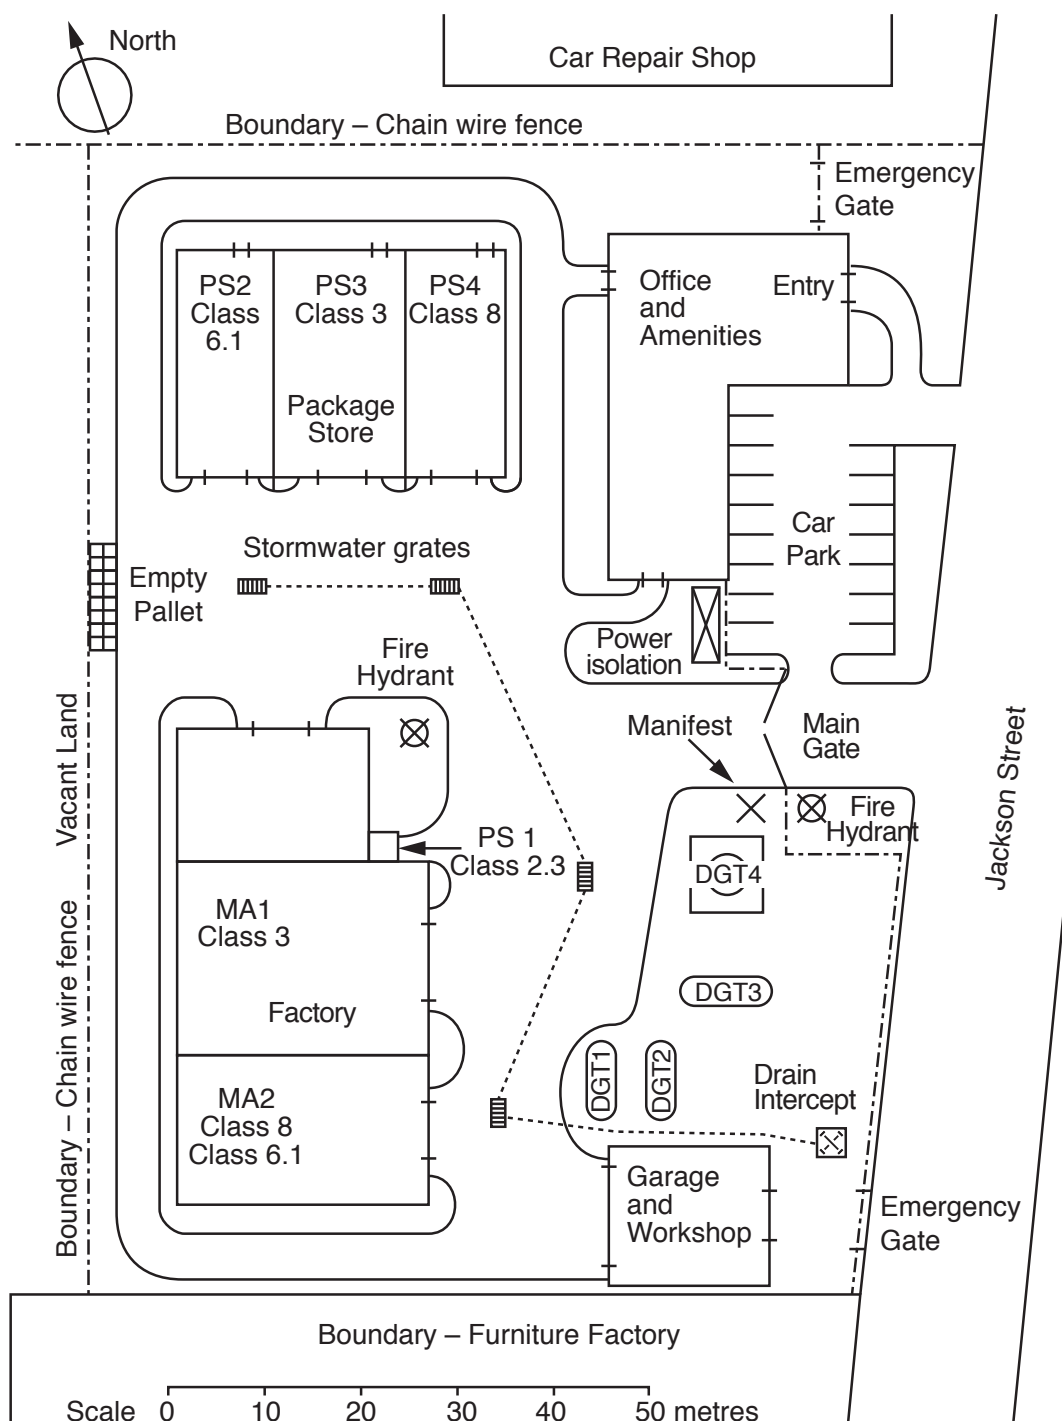 North
Car Repair Shop
Boundary – Chain wire fence
Emergency
Gate
PS2
Class
6.1
PS3
Class 3
PS4
Class 8
Package
Store
Office
and
Amenities
Entry
Car
Park
Stormwater grates
Empty
Pallet
Fire
Hydrant
Power
isolation
Manifest
Main
Gate
Fire
Hydrant
Jackson Street
Boundary – Chain wire fence Vacant Land
PS 1
Class 2.3
DGT4
MA1
Class 3
Factory
DGT3
DGT1
DGT2
Drain
Intercept
MA2
Class 8
Class 6.1
Garage
and
Workshop
Emergency
Gate
Boundary – Furniture Factory
Scale 0 10 20 30 40 50 metres